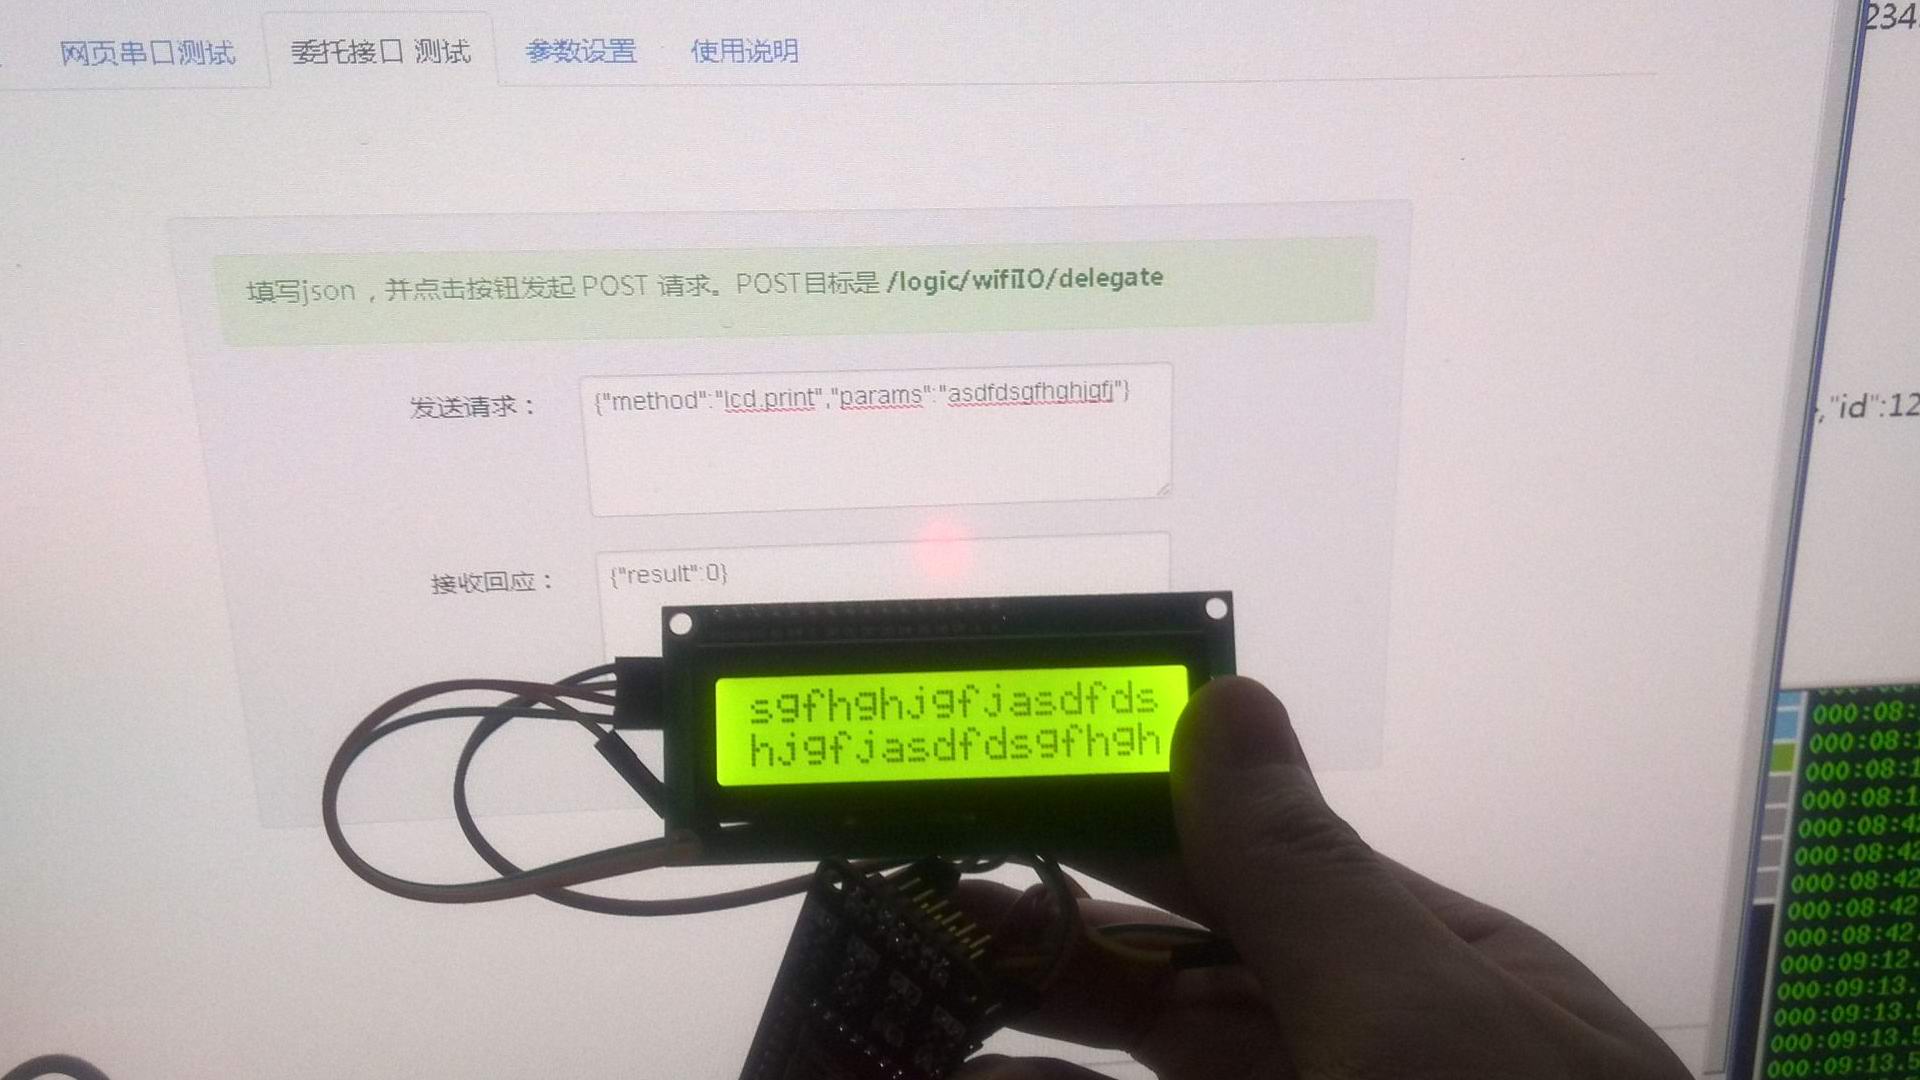 网页串口测试
委托接口 测试
参数设置
使用说明
234
填写json，并点击按钮发起 POST 请求。POST目标是 /logic/wifiIO/delegate
发送请求：
{"method":"lcd.print","params":"asdfdsgfhghjgfj"}
,"id":12
接收回应：
{"result":0}
sgfhghjgfjasdfds
hjgfjasdfdsgfhgh
000:08:
000:08:1
000:08:1
000:08:1
000:08:4
000:08:42
000:08:42
000:08:42
000:08:42.
000:09:12.
000:09:13.
000:09:13.5
000:09:13.5
000:09:13.5